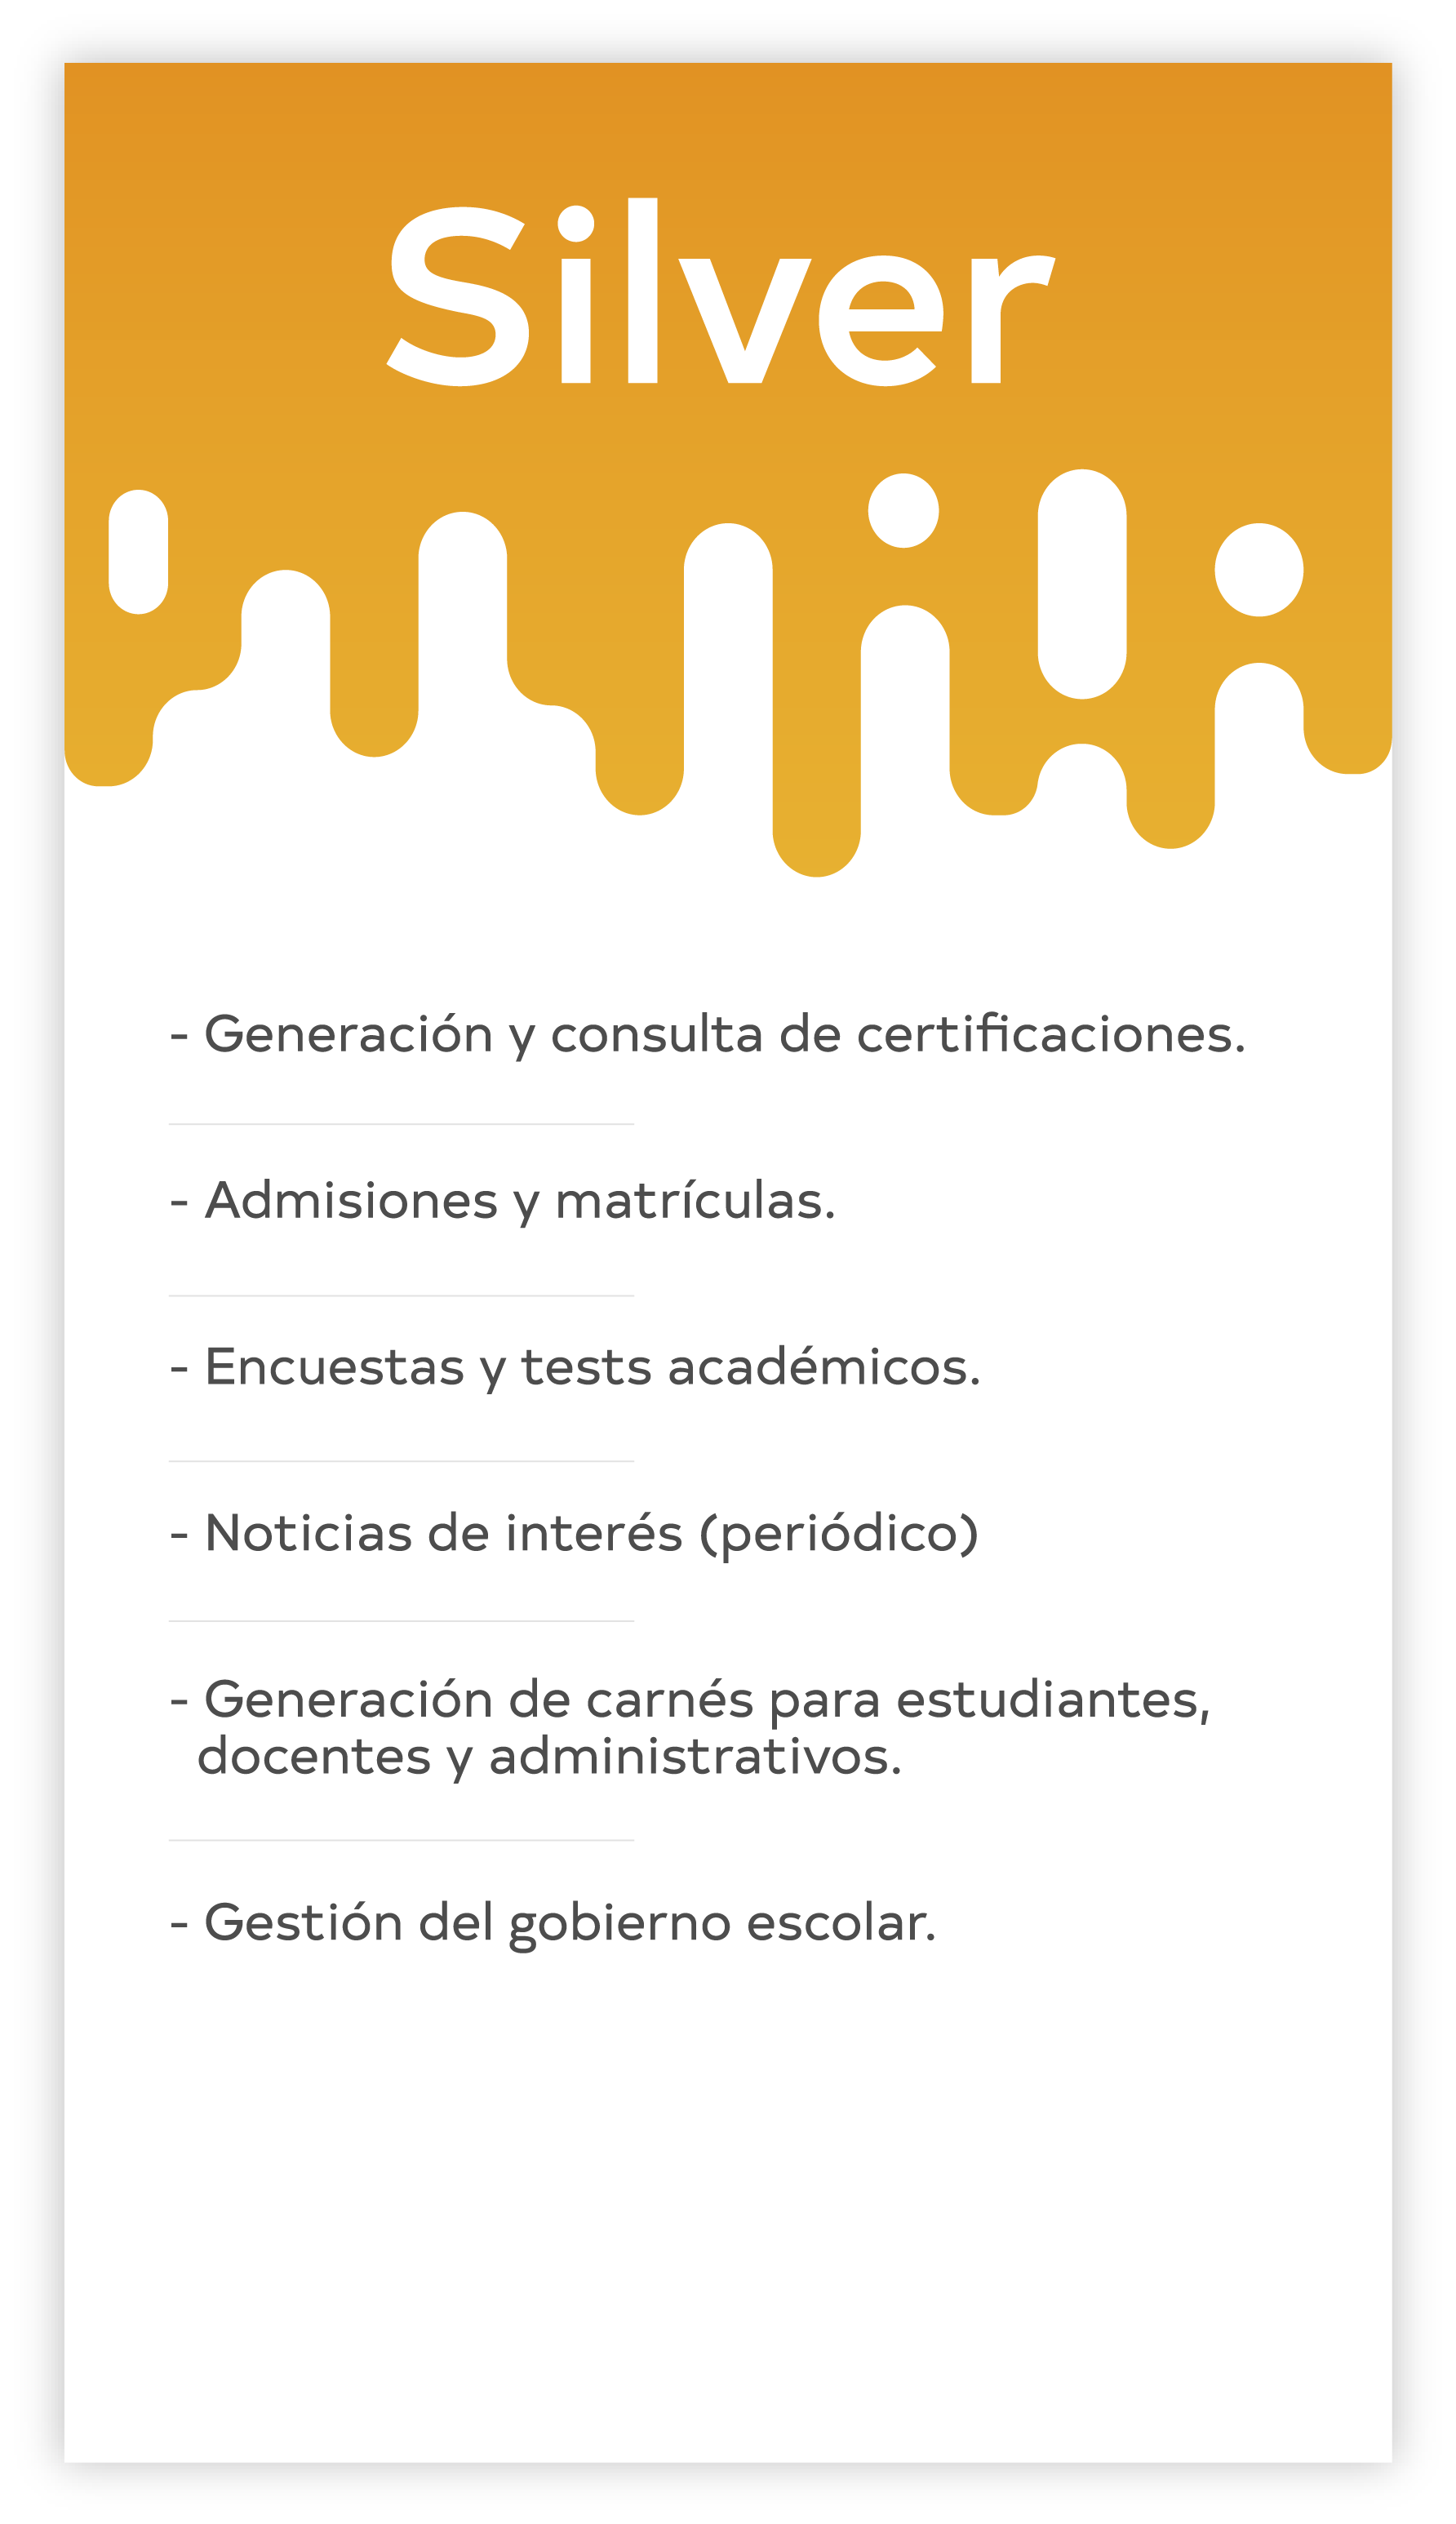 Silver
- Generación y consulta de certificaciones.
- Admisiones y matrículas.
- Encuestas y tests académicos.
- Noticias de interés (periódico)
- Generación de carnés para estudiantes,
docentes y administrativos.
- Gestión del gobierno escolar.